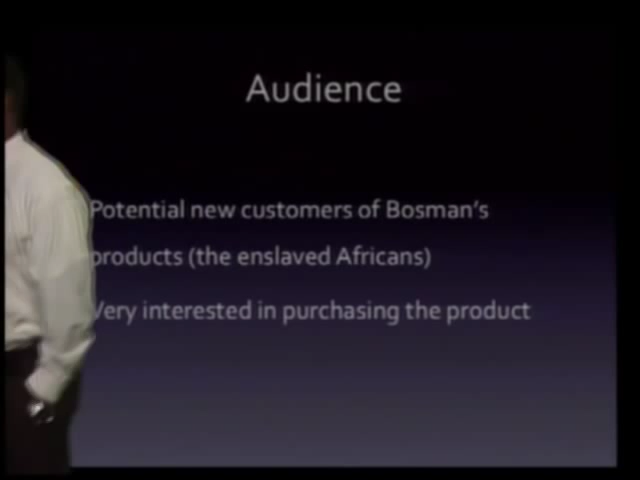 Audience
Potential new customers of Bosman's
products (the enslaved Africans)
Very interested in purchasing the product